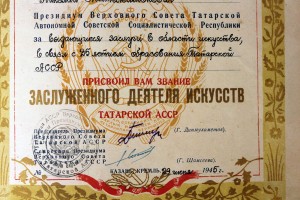 Президиум Верховного Совета Татарской
Автономной Советской Социалистической Республики
за выдающиеся заслуги в области искусства,
в связи с 25 летием образования Татарской
АССР
ПРИСВОИЛ ВАМ ЗВАНИЕ
ЗАСЛУЖЕННОГО ДЕЯТЕЛЯ ИСКУССТВ
ТАТАРСКОЙ АССР
Председатель Президиума
Верховного Совета
Татарской АССР
(Г. Динмухаметов)
Секретарь Президиума
Верховного Совета
Татарской АССР
КАЗАНЬ, КРЕМЛЬ, 29 июня 1945 г.